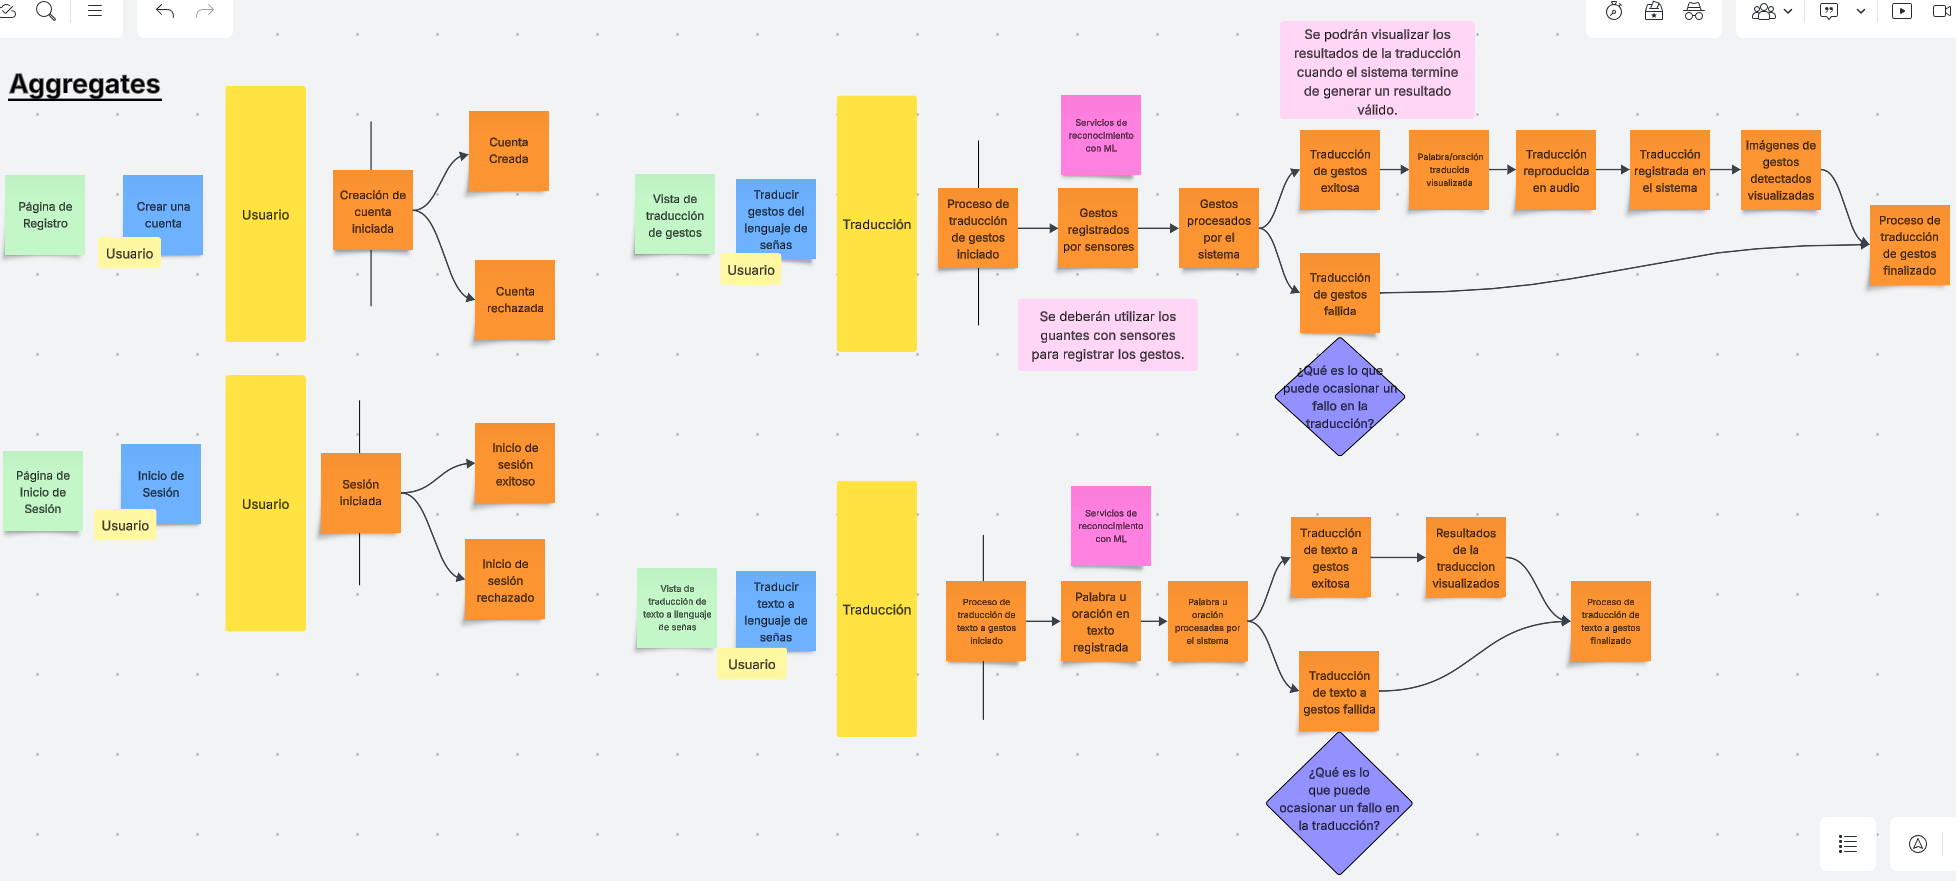 Aggregates
Página de
Registro
Crear una
cuenta
Usuario
Usuario
Creación de
cuenta
iniciada
Cuenta
Creada
Cuenta
rechazada
Página de
Inicio de
Sesión
Inicio de
Sesión
Usuario
Usuario
Sesión
iniciada
Inicio de
sesión
exitoso
Inicio de
sesión
rechazado
Vista de
traducción
de gestos
Traducir
gestos del
lenguaje de
señas
Usuario
Traducción
Proceso de
traducción
de gestos
iniciado
Servicios de
reconocimiento
con ML
Gestos
registrados
por sensores
Se deberán utilizar los
guantes con sensores
para registrar los gestos.
Gestos
procesados
por el
sistema
Se podrán visualizar los
resultados de la traducción
cuando el sistema termine
de generar un resultado
válido.
Traducción
de gestos
exitosa
Palabra/oración
traducida
visualizada
Traducción
reproducida
en audio
Traducción
registrada en
el sistema
Imágenes de
gestos
detectados
visualizadas
Traducción
de gestos
fallida
¿Qué es lo que
puede ocasionar un
fallo en la
traducción?
Proceso de
traducción
de gestos
finalizado
Vista de
traducción de
texto a llenguaje
de señas
Traducir
texto a
lenguaje de
señas
Usuario
Traducción
Proceso de
traducción de
texto a gestos
iniciado
Servicios de
reconocimiento
con ML
Palabra u
oración en
texto
registrada
Palabra u
oración
procesadas por
el sistema
Traducción
de texto a
gestos
exitosa
Resultados
de la
traduccion
visualizados
Traducción
de texto a
gestos fallida
¿Qué es lo
que puede
ocasionar un fallo en
la traducción?
Proceso de
traducción de
texto a gestos
finalizado